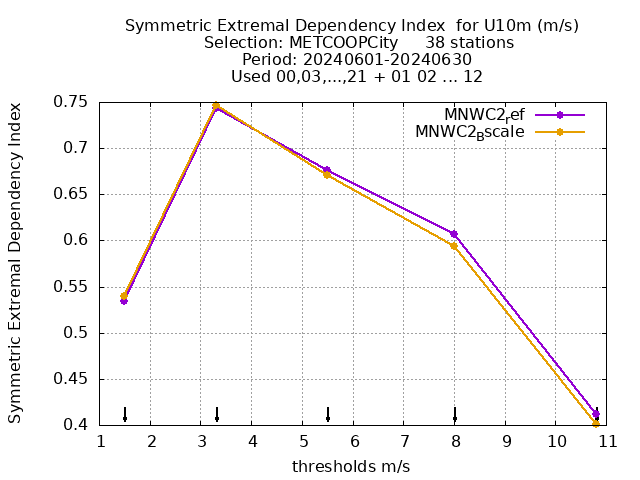 Symmetric Extremal Dependency Index  for U10m (m/s)
Selection: METCOOPCity     38 stations
Period: 20240601-20240630
Used 00,03,...,21 + 01 02 ... 12
Symmetric Extremal Dependency Index
0.75
0.7
0.65
0.6
0.55
0.5
0.45
0.4
MNWC2ref
MNWC2Bscale
1 2 3 4 5 6 7 8 9 10 11
thresholds m/s